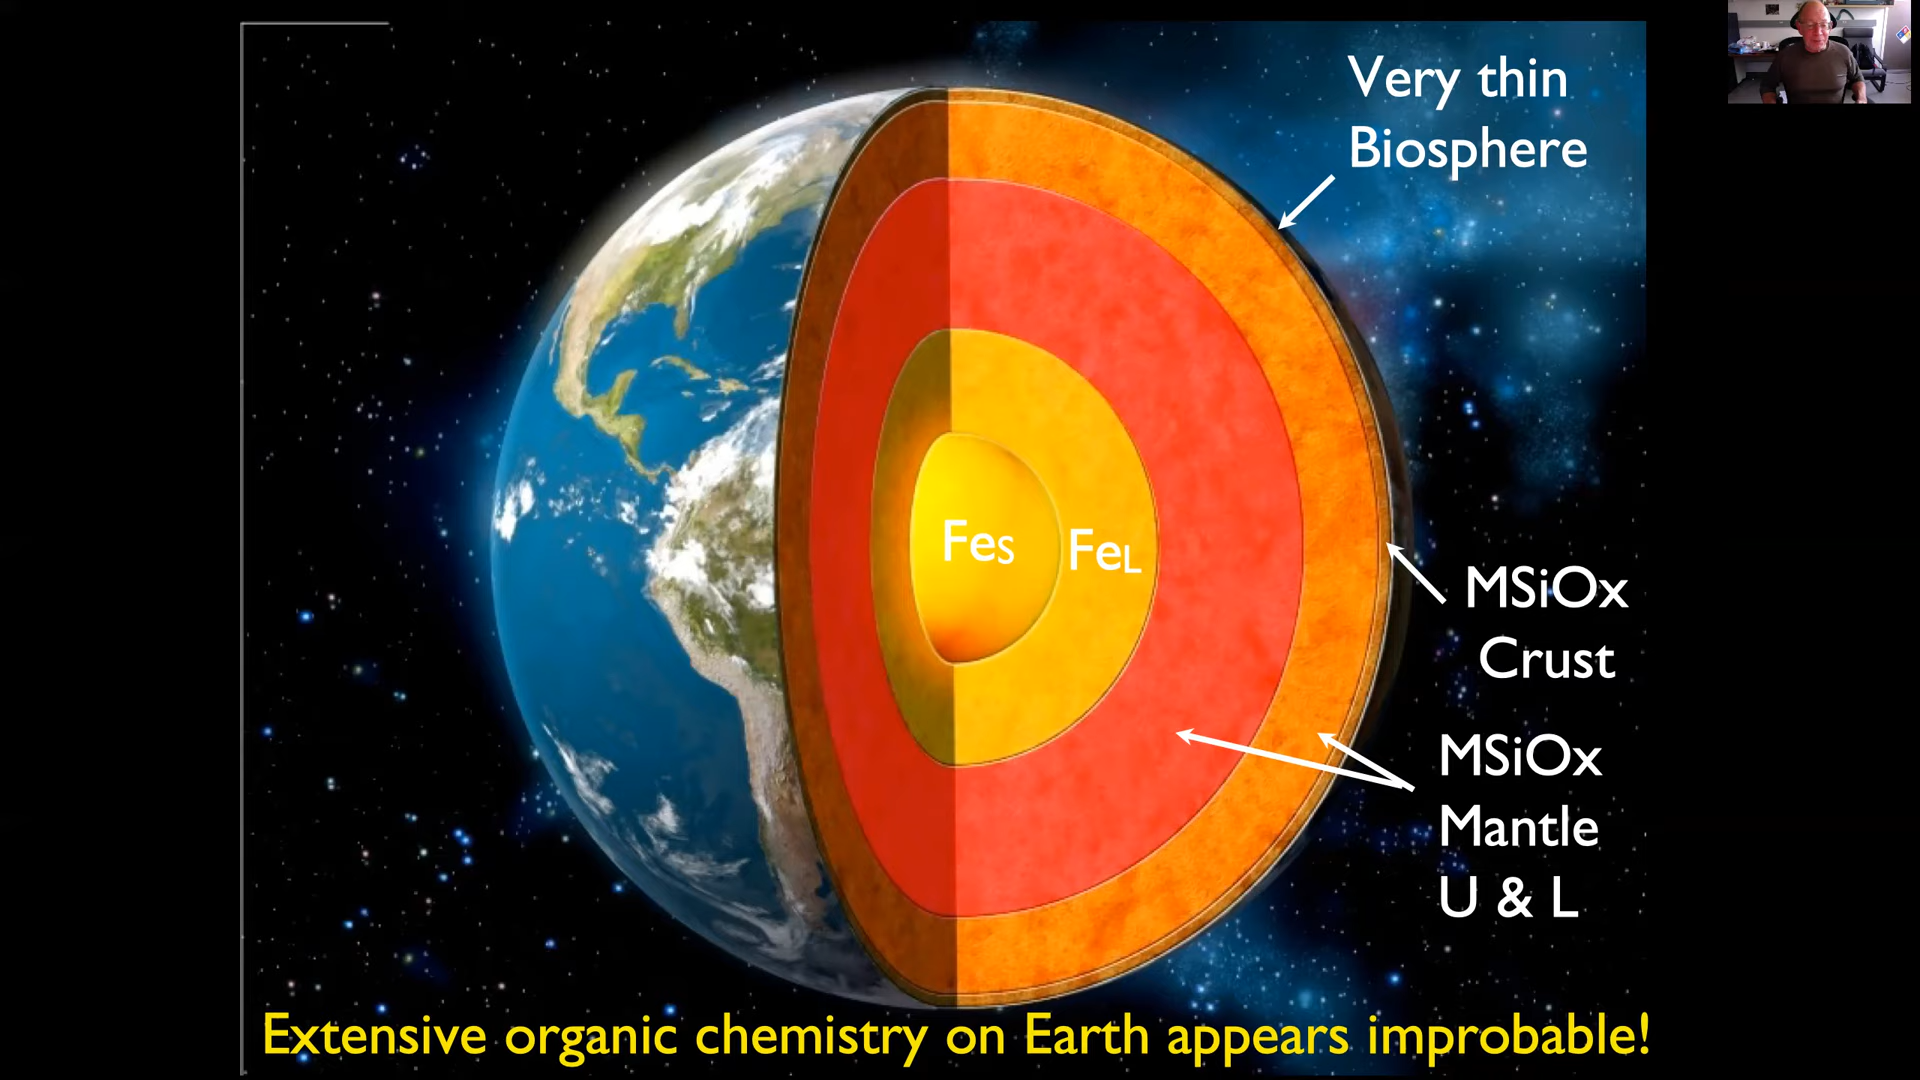 Very thin
Biosphere
FeS
FeL
MSiOx
Crust
MSiOx
Mantle
U & L
Extensive organic chemistry on Earth appears improbable!